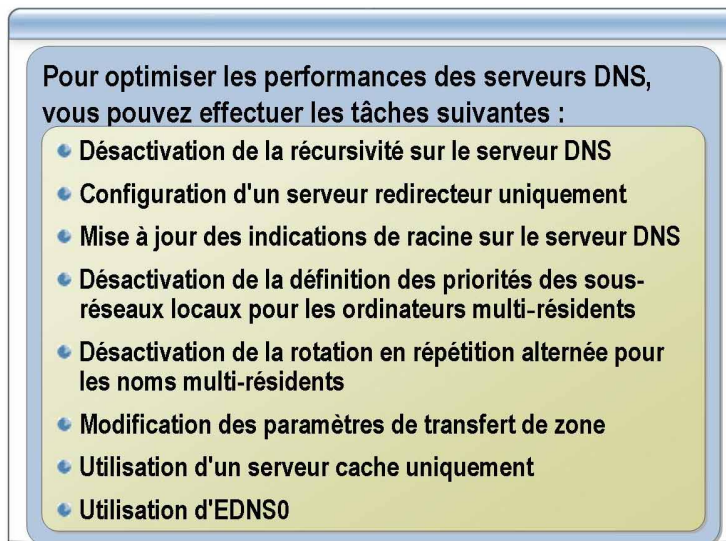 Pour optimiser les performances des serveurs DNS,
vous pouvez effectuer les tâches suivantes :
Désactivation de la récursivité sur le serveur DNS
Configuration d'un serveur redirecteur uniquement
Mise à jour des indications de racine sur le serveur DNS
Désactivation de la définition des priorités des sous-
réseaux locaux pour les ordinateurs multi-résidents
Désactivation de la rotation en répétition alternée pour
les noms multi-résidents
Modification des paramètres de transfert de zone
Utilisation d'un serveur cache uniquement
Utilisation d'EDNS0